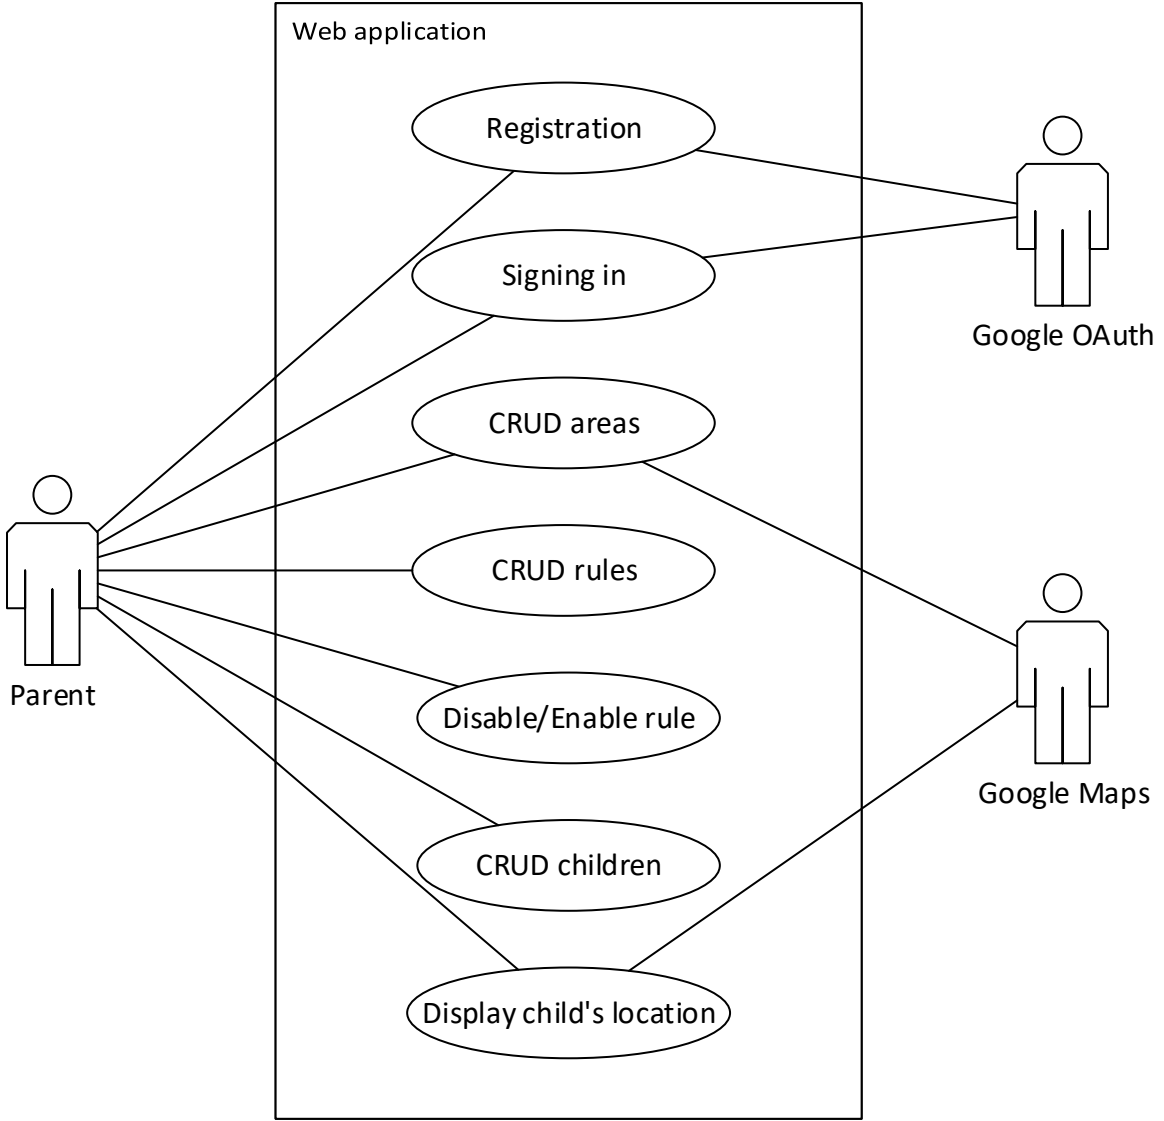 Web application
Registration
Signing in
Google OAuth
CRUD areas
CRUD rules
Parent
Disable/Enable rule
Google Maps
CRUD children
Display child's location